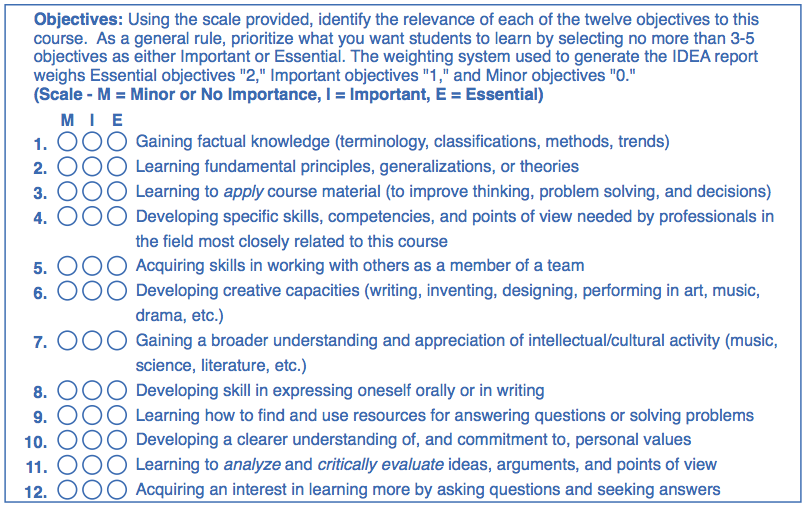 Objectives: Using the scale provided, identify the relevance of each of the twelve objectives to this
course.  As a general rule, prioritize what you want students to learn by selecting no more than 3-5
objectives as either Important or Essential. The weighting system used to generate the IDEA report
weighs Essential objectives "2," Important objectives "1," and Minor objectives "0."
(Scale - M = Minor or No Importance, I = Important, E = Essential)
M I E
1. Gaining factual knowledge (terminology, classifications, methods, trends)
2. Learning fundamental principles, generalizations, or theories
3. Learning to apply course material (to improve thinking, problem solving, and decisions)
4. Developing specific skills, competencies, and points of view needed by professionals in
the field most closely related to this course
5. Acquiring skills in working with others as a member of a team
6. Developing creative capacities (writing, inventing, designing, performing in art, music,
drama, etc.)
7. Gaining a broader understanding and appreciation of intellectual/cultural activity (music,
science, literature, etc.)
8. Developing skill in expressing oneself orally or in writing
9. Learning how to find and use resources for answering questions or solving problems
10. Developing a clearer understanding of, and commitment to, personal values
11. Learning to analyze and critically evaluate ideas, arguments, and points of view
12. Acquiring an interest in learning more by asking questions and seeking answers